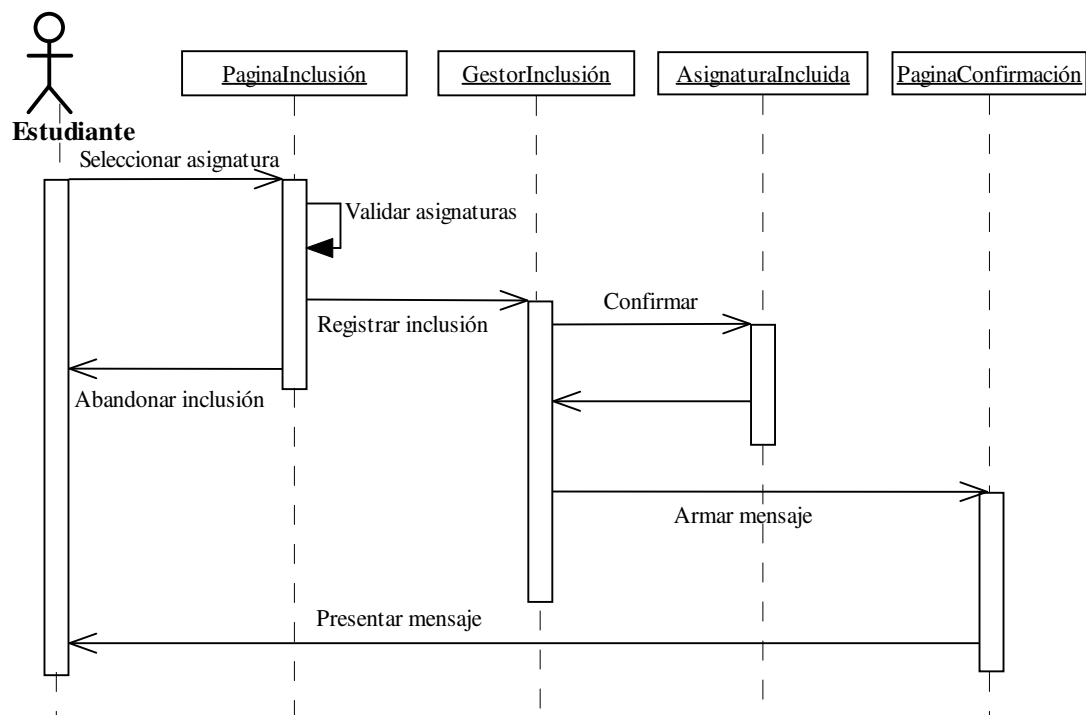 PaginaInclusión
GestorInclusión
AsignaturaIncluida
PaginaConfirmación
Estudiante
Seleccionar asignatura
Validar asignaturas
Confirmar
Registrar inclusión
Abandonar inclusión
Armar mensaje
Presentar mensaje